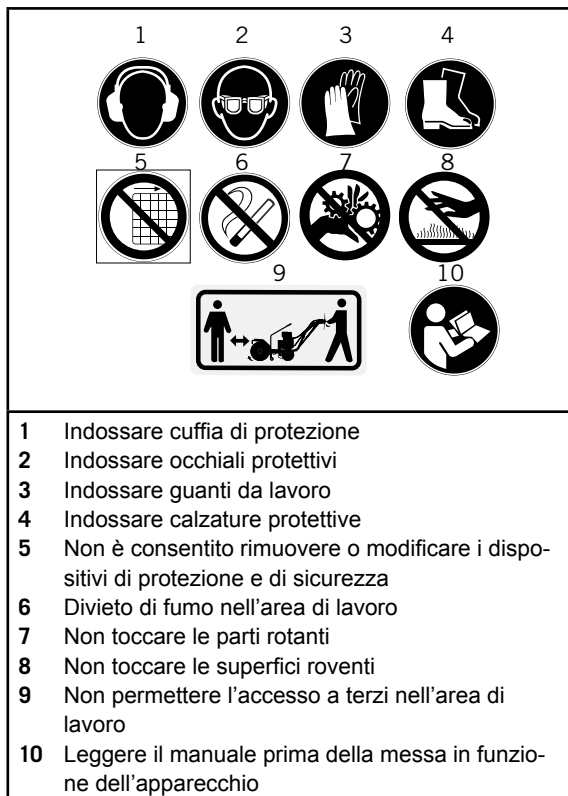 1 2 3 4
5 6 7 8
9 10
1 Indossare cuffia di protezione
2 Indossare occhiali protettivi
3 Indossare guanti da lavoro
4 Indossare calzature protettive
5 Non è consentito rimuovere o modificare i dispo-
sitivi di protezione e di sicurezza
6 Divieto di fumo nell’area di lavoro
7 Non toccare le parti rotanti
8 Non toccare le superfici roventi
9 Non permettere l’accesso a terzi nell’area di
lavoro
10 Leggere il manuale prima della messa in funzio-
ne dell’apparecchio